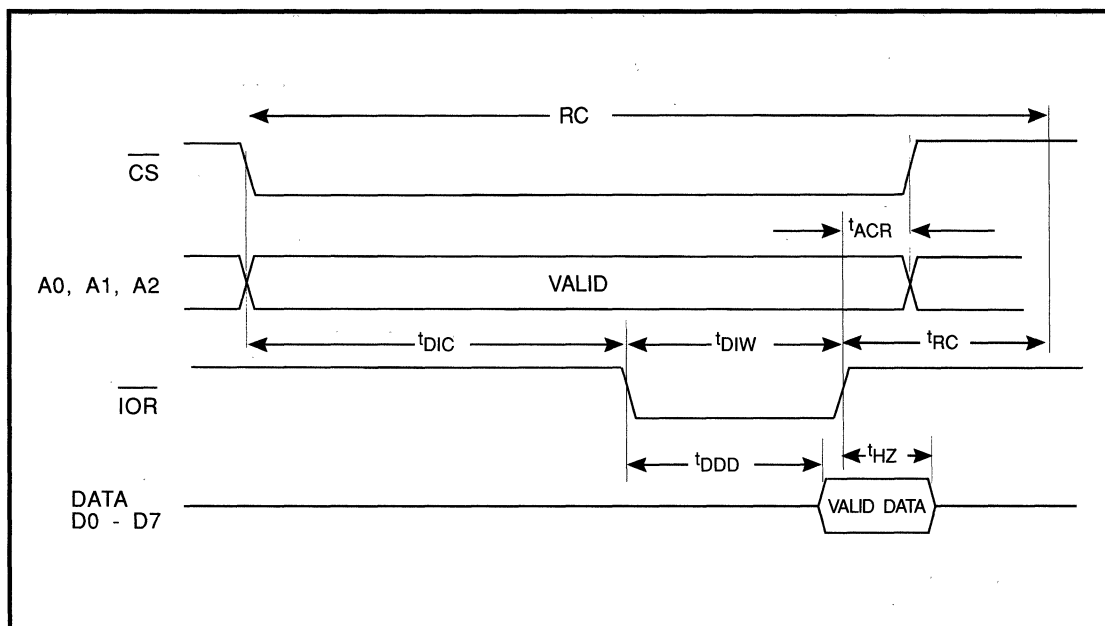 RC
CS
tACR
A0, A1, A2
VALID
tDIC
tDIW
tRC
IOR
tDDD
tHZ
DATA
D0 - D7
VALID DATA